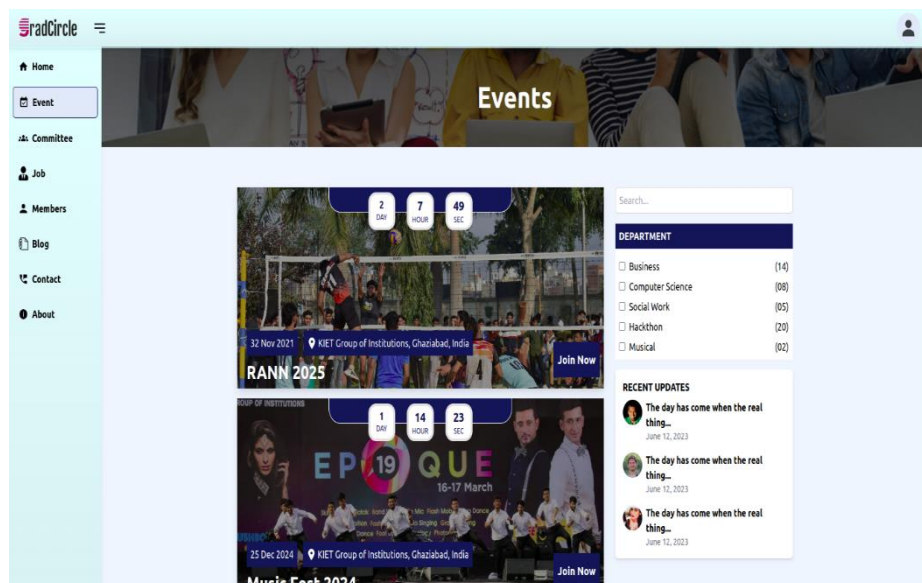 GradCircle
Events
Home
Event
Committee
Job
Members
Blog
Contact
About
2 7 49
DAY HOUR SEC
32 Nov 2021 KIET Group of Institutions, Ghaziabad, India
RANN 2025
Join Now
GROUP OF INSTITUTIONS
1 14 23
DAY HOUR SEC
EP 19 QUE
16-17 March
25 Dec 2024 KIET Group of Institutions, Ghaziabad, India
Music Fest 2024
Join Now
Search...
DEPARTMENT
Business (14)
Computer Science (08)
Social Work (05)
Hackthon (20)
Musical (02)
RECENT UPDATES
The day has come when the real
thing...
June 12, 2023
The day has come when the real
thing...
June 12, 2023
The day has come when the real
thing...
June 12, 2023